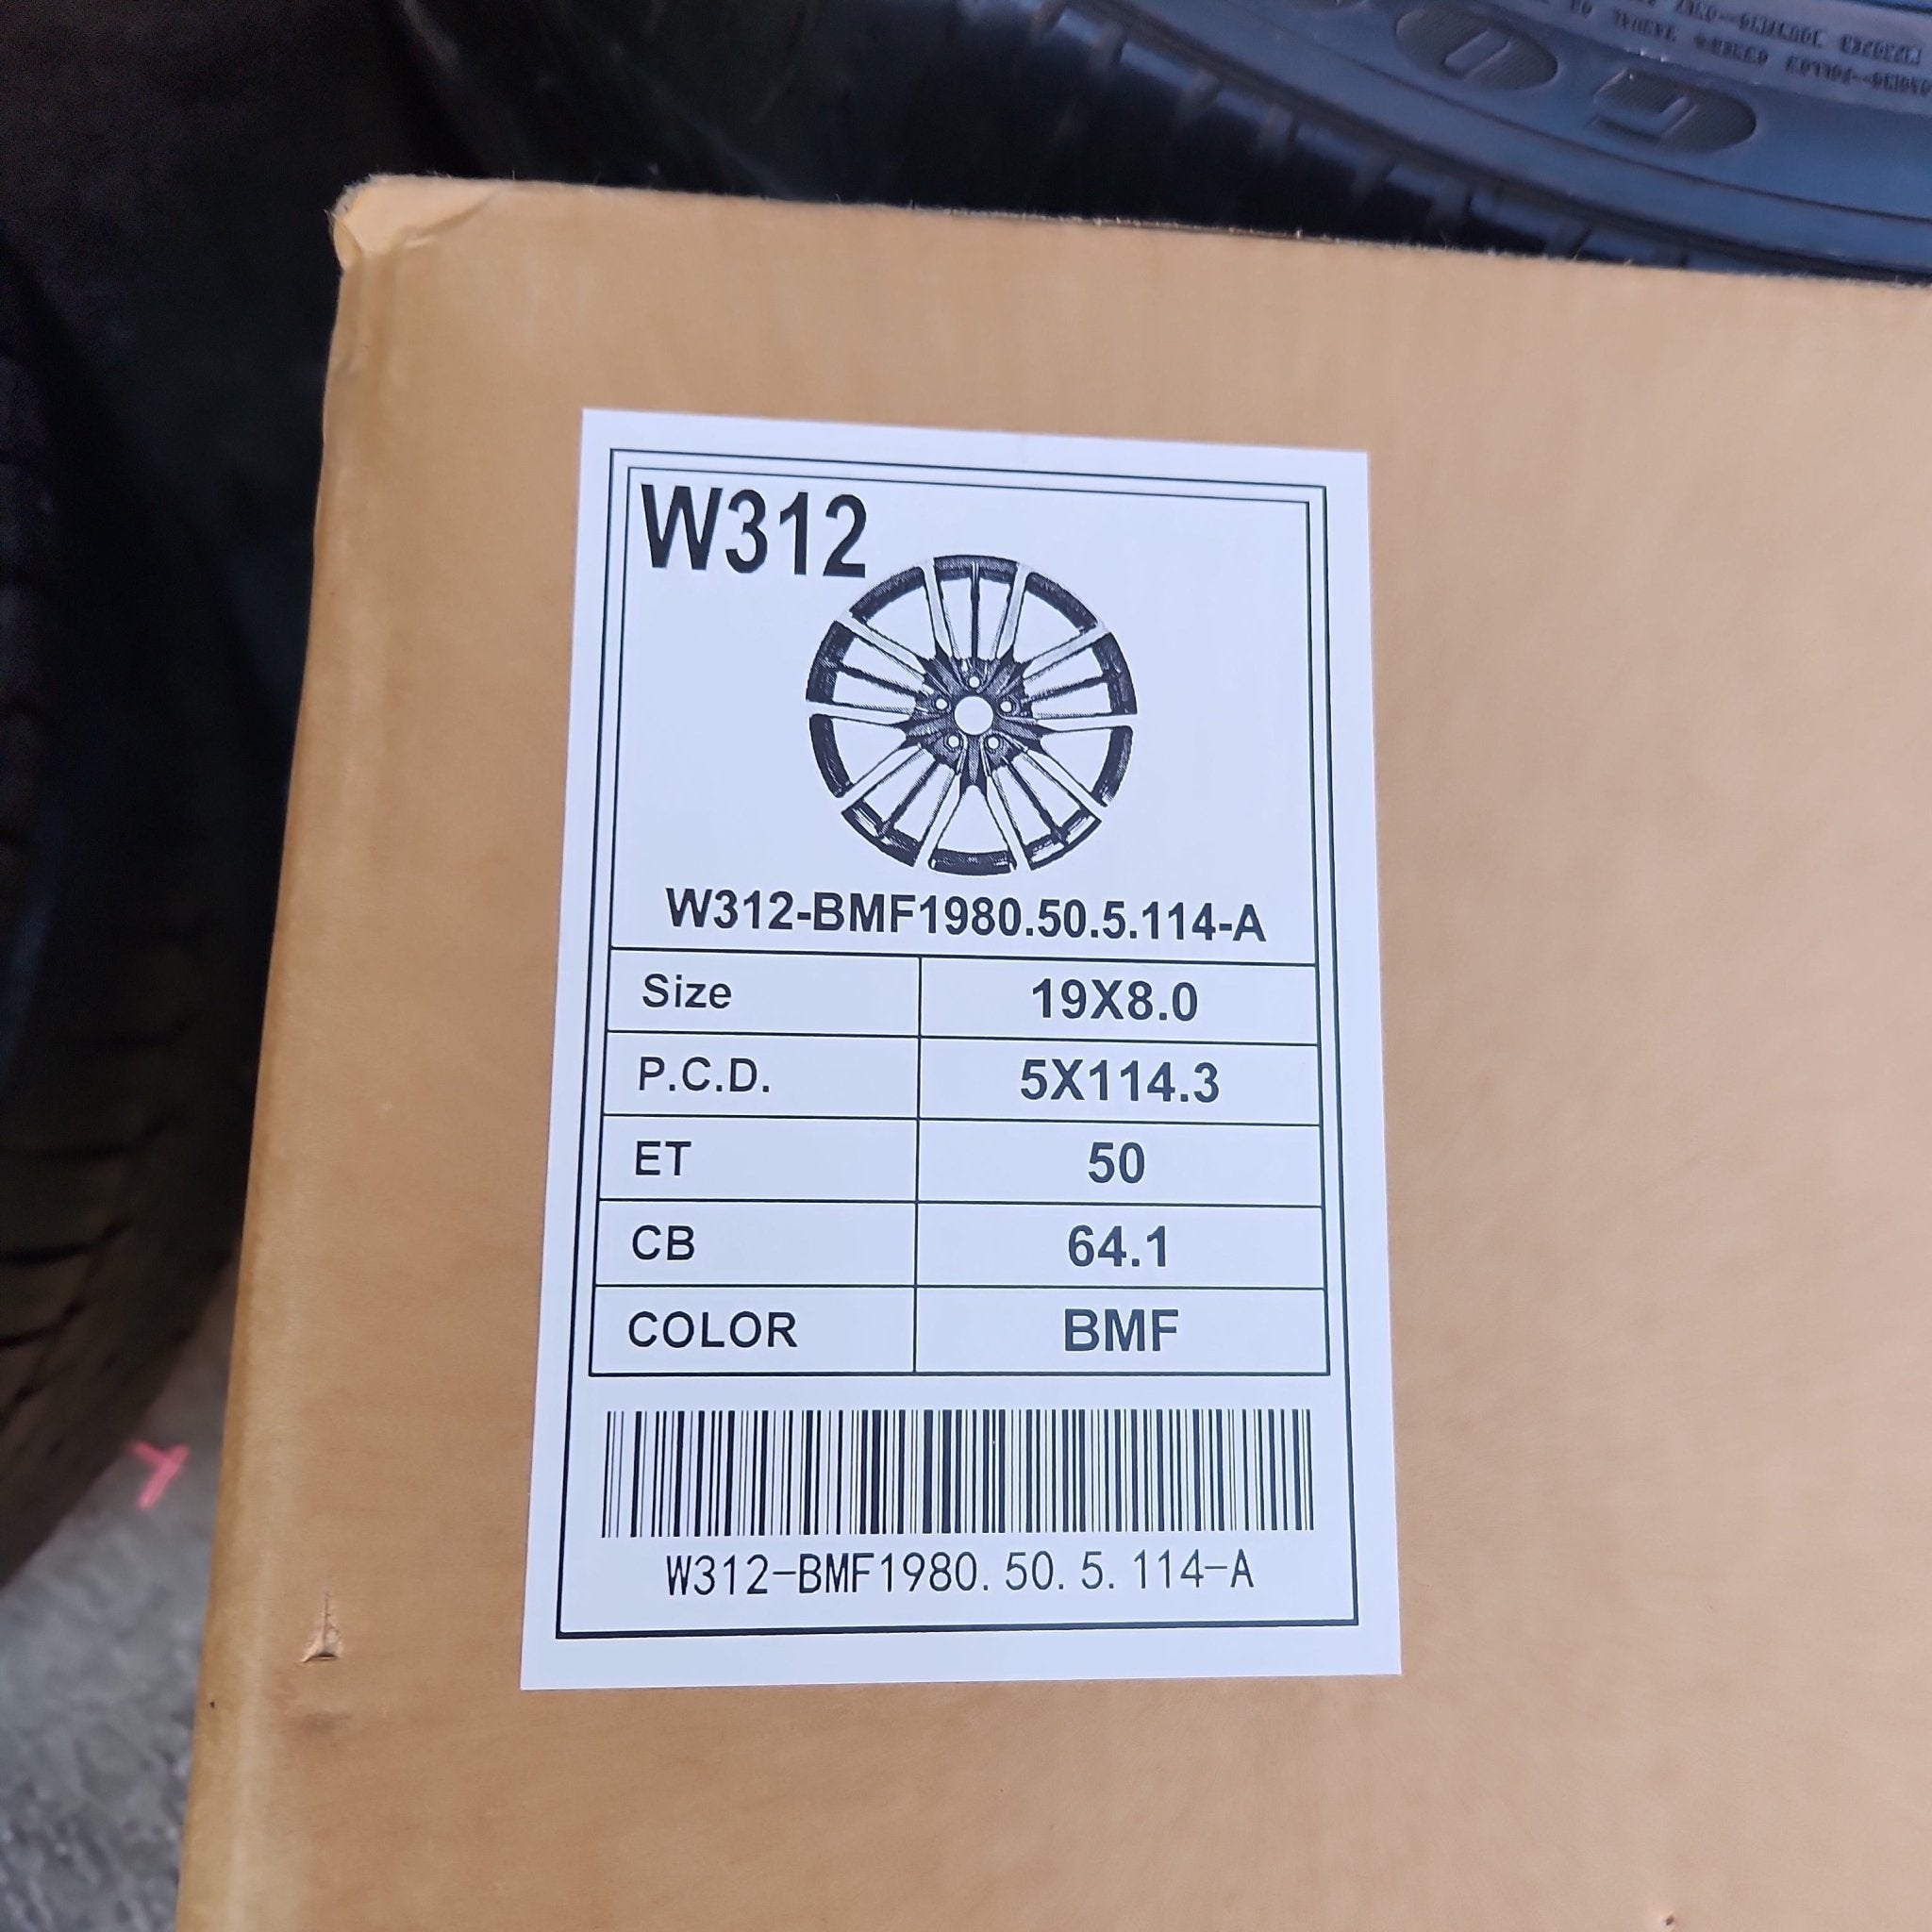 W312
W312-BMF1980.50.5.114-A
Size 19X8.0
P.C.D. 5X114.3
ET 50
CB 64.1
COLOR BMF
W312-BMF1980.50.5.114-A